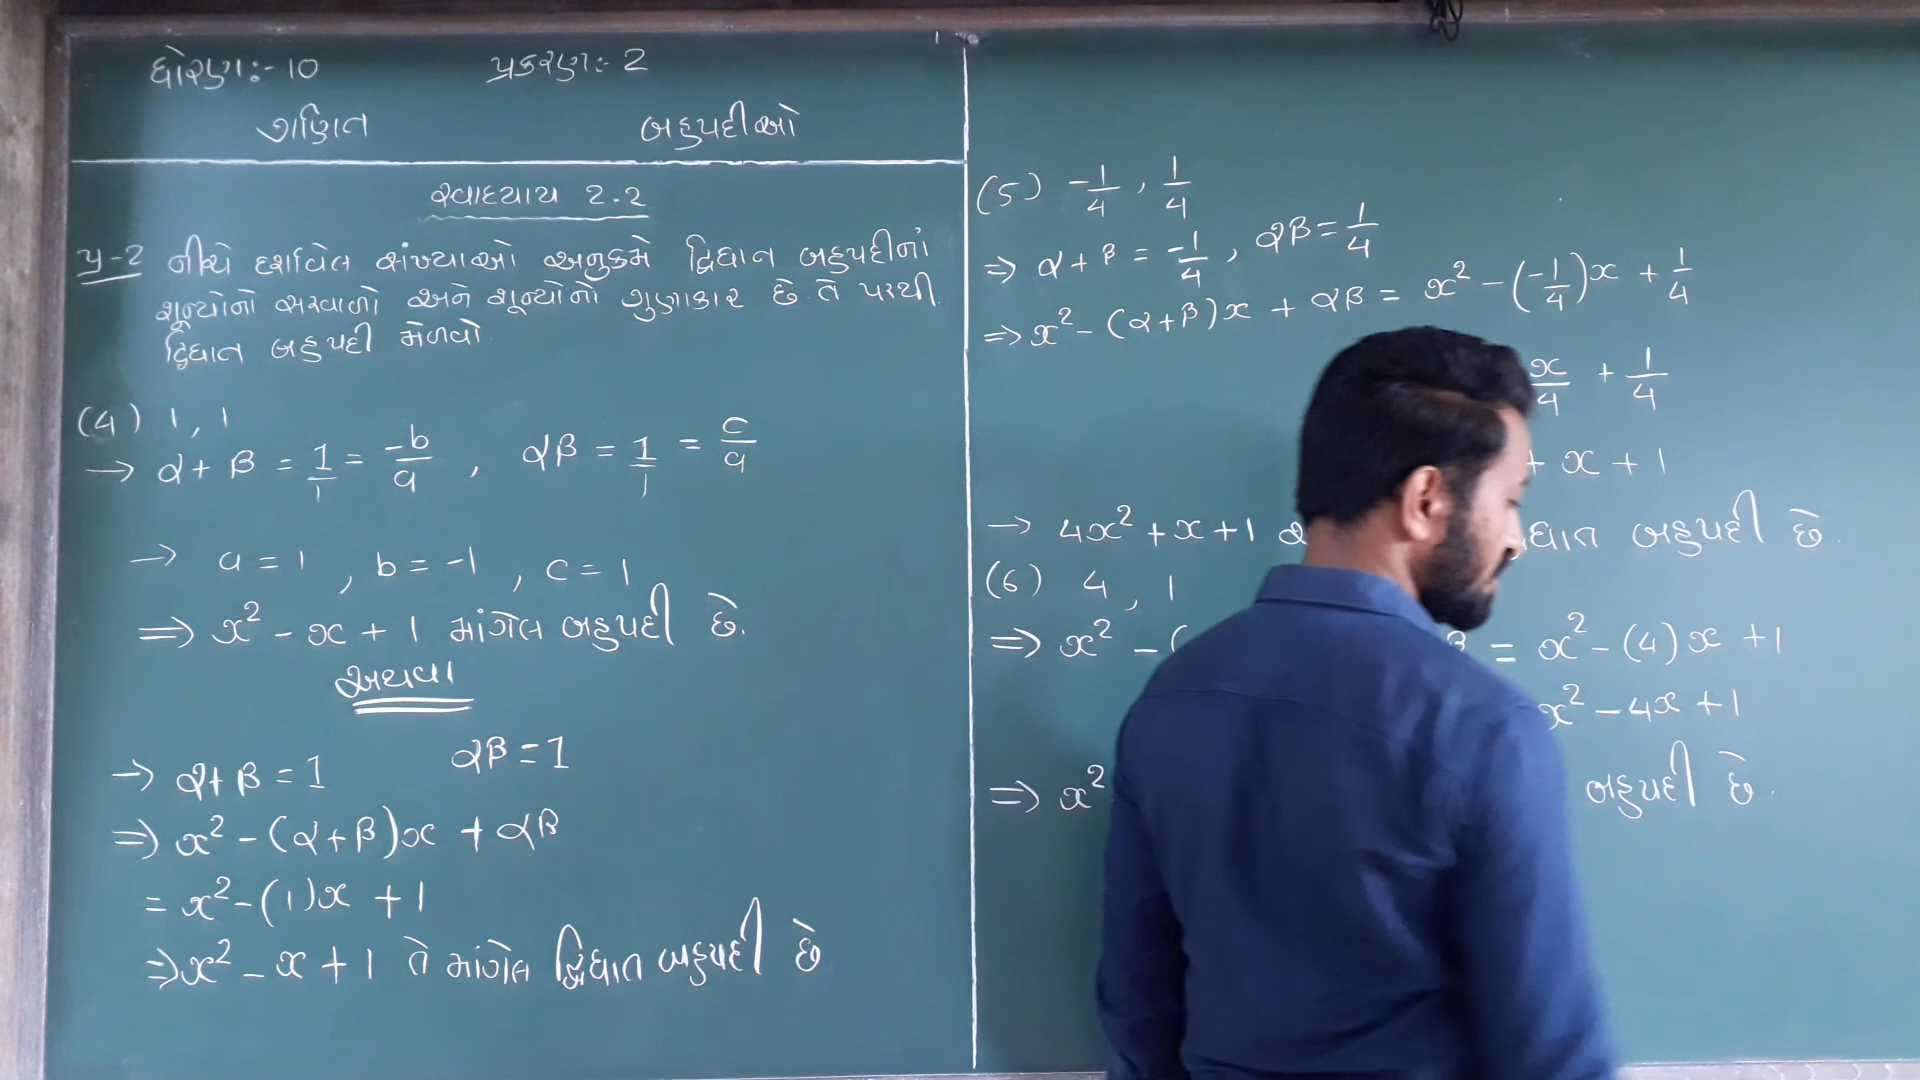 ધોરણ:- 10 પ્રકરણ:- 2
ગણિત બહુપદીઓ
સ્વાધ્યાય 2.2
પ્ર-2 નીચે દર્શાવેલ સંખ્યાઓ અનુક્રમે દ્વિઘાત બહુપદીનાં
શૂન્યોનો સરવાળો અને શૂન્યોનો ગુણાકાર છે. તે પરથી
દ્વિઘાત બહુપદી મેળવો
(4) 1, 1
→ α + β = 1/1 = -b/a , αβ = 1/1 = c/a
→ a = 1 , b = -1 , c = 1
⇒ x² - x + 1 માંગેલ બહુપદી છે.
અથવા
→ α + β = 1 αβ = 1
⇒ x² - (α + β)x + αβ
= x² - (1)x + 1
⇒ x² - x + 1 તે માંગેલ દ્વિઘાત બહુપદી છે
(5) -1/4 , 1/4
⇒ α + β = -1/4 , αβ = 1/4
⇒ x² - (α + β)x + αβ = x² - (-1/4)x + 1/4
x/4 + 1/4
+ x + 1
→ 4x² + x + 1 બહુપદી છે.
(6) 4 , 1
⇒ x² - ( β = x² - (4)x + 1
x² - 4x + 1
⇒ x² બહુપદી છે.